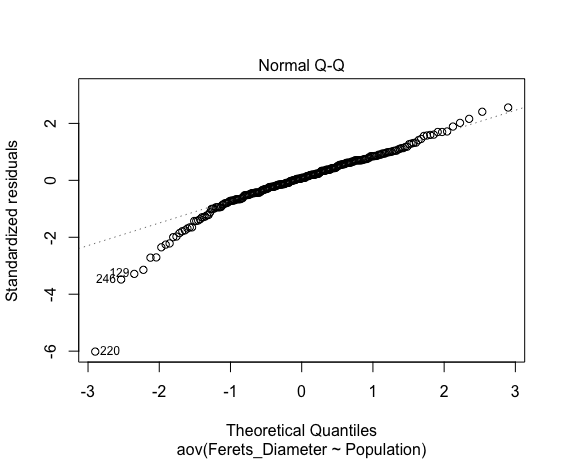 Normal Q-Q
Standardized residuals
2
0
-2
-4
-6
129
246
220
-3 -2 -1 0 1 2 3
Theoretical Quantiles
aov(Ferets_Diameter ~ Population)